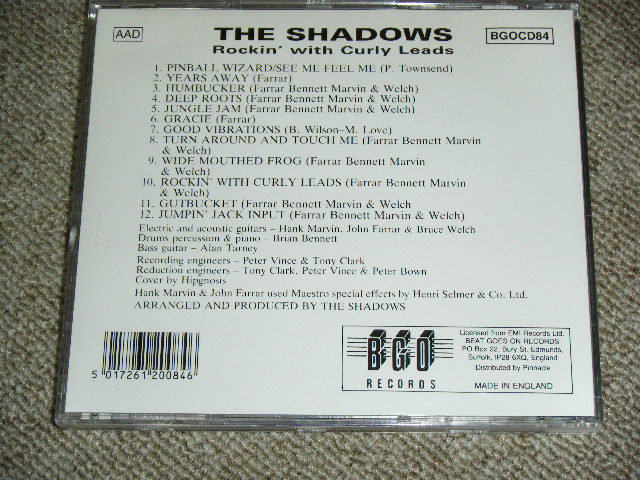 AAD
THE SHADOWS
BGOCD84
Rockin' with Curly Leads
1. PINBALL WIZARD/SEE ME FEEL ME (P. Townsend)
2. YEARS AWAY (Farrar)
3. HUMBUCKER (Farrar Bennett Marvin & Welch)
4. DEEP ROOTS (Farrar Bennett Marvin & Welch)
5. JUNGLE JAM (Farrar Bennett Marvin & Welch)
6. GRACIE (Farrar)
7. GOOD VIBRATIONS (B. Wilson–M. Love)
8. TURN AROUND AND TOUCH ME (Farrar Bennett Marvin
& Welch)
9. WIDE MOUTHED FROG (Farrar Bennett Marvin
& Welch)
10. ROCKIN' WITH CURLY LEADS (Farrar Bennett Marvin
& Welch)
11. GUTBUCKET (Farrar Bennett Marvin & Welch
12. JUMPIN' JACK INPUT (Farrar Bennett Marvin & Welch)
Electric and acoustic guitars – Hank Marvin, John Farrar & Bruce Welch
Drums percussion & piano – Brian Bennett
Bass guitar – Alan Tarney
Recording engineers – Peter Vince & Tony Clark
Reduction engineers – Tony Clark, Peter Vince & Peter Bown
Cover by Hipgnosis
Hank Marvin & John Farrar used Maestro special effects by Henri Selmer & Co. Ltd.
ARRANGED AND PRODUCED BY THE SHADOWS
5 017261 200846
BGO
RECORDS
Licensed from EMI Records Ltd.
BEAT GOES ON RECORDS
PO Box 22, Bury St. Edmunds,
Suffolk, IP28 6XQ, England
Distributed by Pinnacle
MADE IN ENGLAND